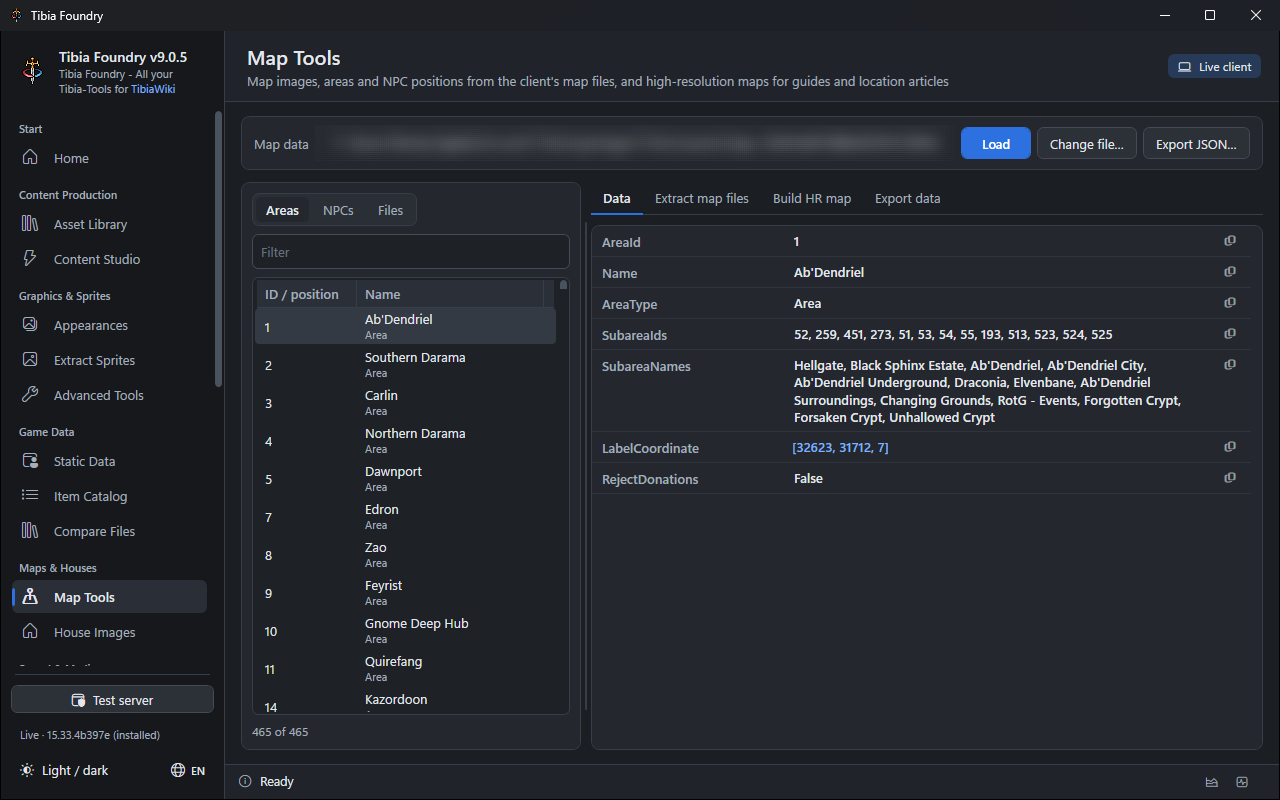 Tibia Foundry
Tibia Foundry v9.0.5
Tibia Foundry - All your
Tibia-Tools for TibiaWiki
Start
Home
Content Production
Asset Library
Content Studio
Graphics & Sprites
Appearances
Extract Sprites
Advanced Tools
Game Data
Static Data
Item Catalog
Compare Files
Maps & Houses
Map Tools
House Images
Test server
Live · 15.33.4b397e (installed)
Light / dark
EN
Map Tools
Map images, areas and NPC positions from the client's map files, and high-resolution maps for guides and location articles
Live client
Map data
Load
Change file...
Export JSON...
Areas NPCs Files
Filter
ID / position Name
1 Ab'Dendriel
Area
2 Southern Darama
Area
3 Carlin
Area
4 Northern Darama
Area
5 Dawnport
Area
7 Edron
Area
8 Zao
Area
9 Feyrist
Area
10 Gnome Deep Hub
Area
11 Quirefang
Area
14 Kazordoon
465 of 465
Data Extract map files Build HR map Export data
AreaId 1
Name Ab'Dendriel
AreaType Area
SubareaIds 52, 259, 451, 273, 51, 53, 54, 55, 193, 513, 523, 524, 525
SubareaNames Hellgate, Black Sphinx Estate, Ab'Dendriel, Ab'Dendriel City,
Ab'Dendriel Underground, Draconia, Elvenbane, Ab'Dendriel
Surroundings, Changing Grounds, RotG - Events, Forgotten Crypt,
Forsaken Crypt, Unhallowed Crypt
LabelCoordinate [32623, 31712, 7]
RejectDonations False
Ready